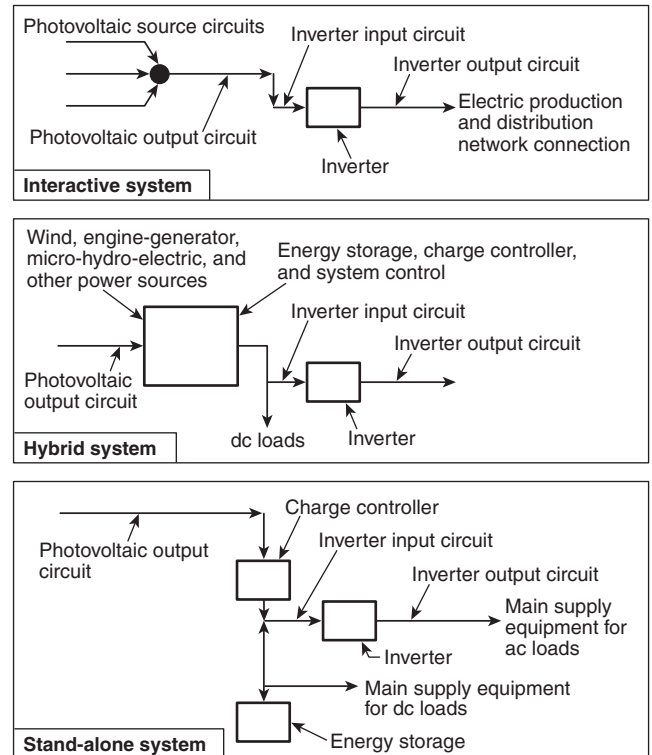 Photovoltaic source circuits
Inverter input circuit
Inverter output circuit
Photovoltaic output circuit
Electric production
and distribution
network connection
Inverter
Interactive system
Wind, engine-generator,
micro-hydro-electric, and
other power sources
Energy storage, charge controller,
and system control
Inverter input circuit
Inverter output circuit
Photovoltaic
output circuit
dc loads
Inverter
Hybrid system
Charge controller
Photovoltaic output
circuit
Inverter input circuit
Inverter output circuit
Main supply
equipment for
ac loads
Inverter
Main supply equipment
for dc loads
Energy storage
Stand-alone system